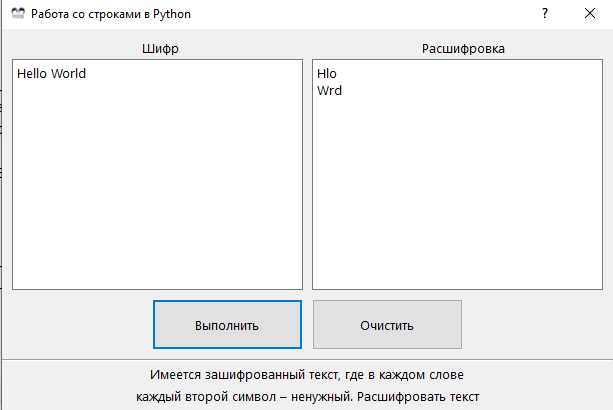 Работа со строками в Python
?
Шифр
Расшифровка
Hello World
Hlo
Wrd
Выполнить
Очистить
Имеется зашифрованный текст, где в каждом слове
каждый второй символ – ненужный. Расшифровать текст